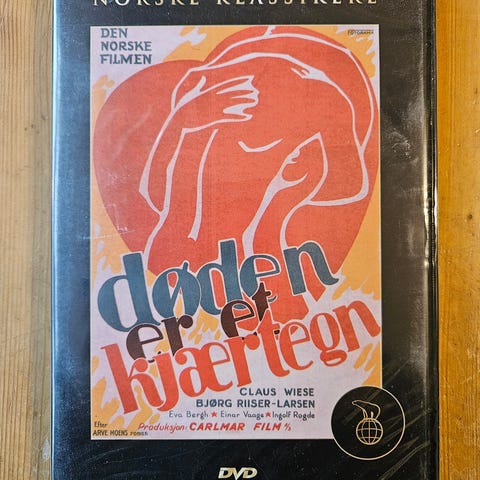 NORSKE KLASSIKERE
FOTORAMA
DEN
NORSKE
FILMEN
døden
er et
kjærtegn
CLAUS WIESE
BJØRG RIISER-LARSEN
Eva Bergh ★ Einar Vaage ★ Ingolf Rogde
Efter
ARVE MOENS roman
Produksjon: CARLMAR FILM A/S
DVD